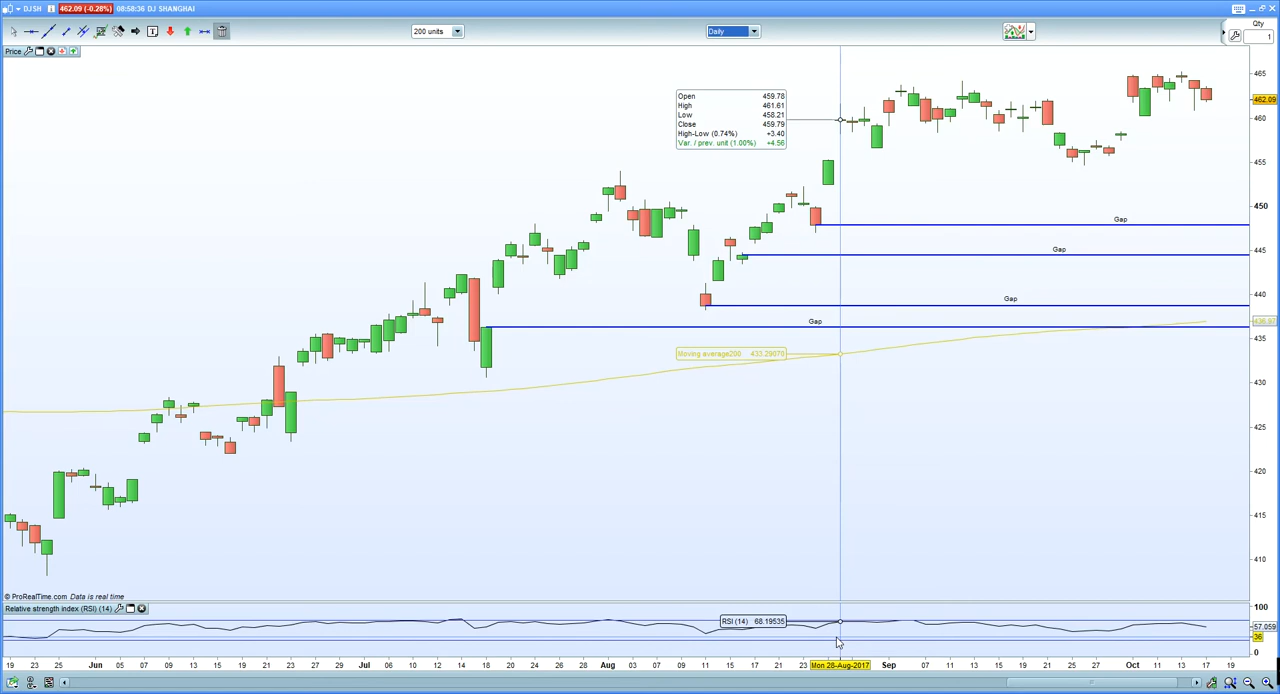 DJSH 462.09 (-0.28%) 08:58:36 DJ SHANGHAI
200 units
Daily
Qty
1
Price
Open 459.78
High 461.61
Low 458.21
Close 459.79
High-Low (0.74%) +3.40
Var. / prev. unit (1.00%) +4.56
465
462.09
460
455
450
Gap
445
Gap
440
Gap
Gap
436.97
435
Moving average200 433.29078
430
425
420
415
410
© ProRealTime.com Data is real time
Relative strength index (RSI) (14)
100
RSI (14) 68.19535
57.059
36
0
19 23 25 Jun 05 07 09 13 15 19 21 23 27 29 Jul 05 07 10 12 14 18 20 24 26 28 Aug 03 07 09 11 15 17 21 23 Mon 28-Aug-2017 Sep 07 11 13 15 19 21 25 27 Oct 11 13 17 19